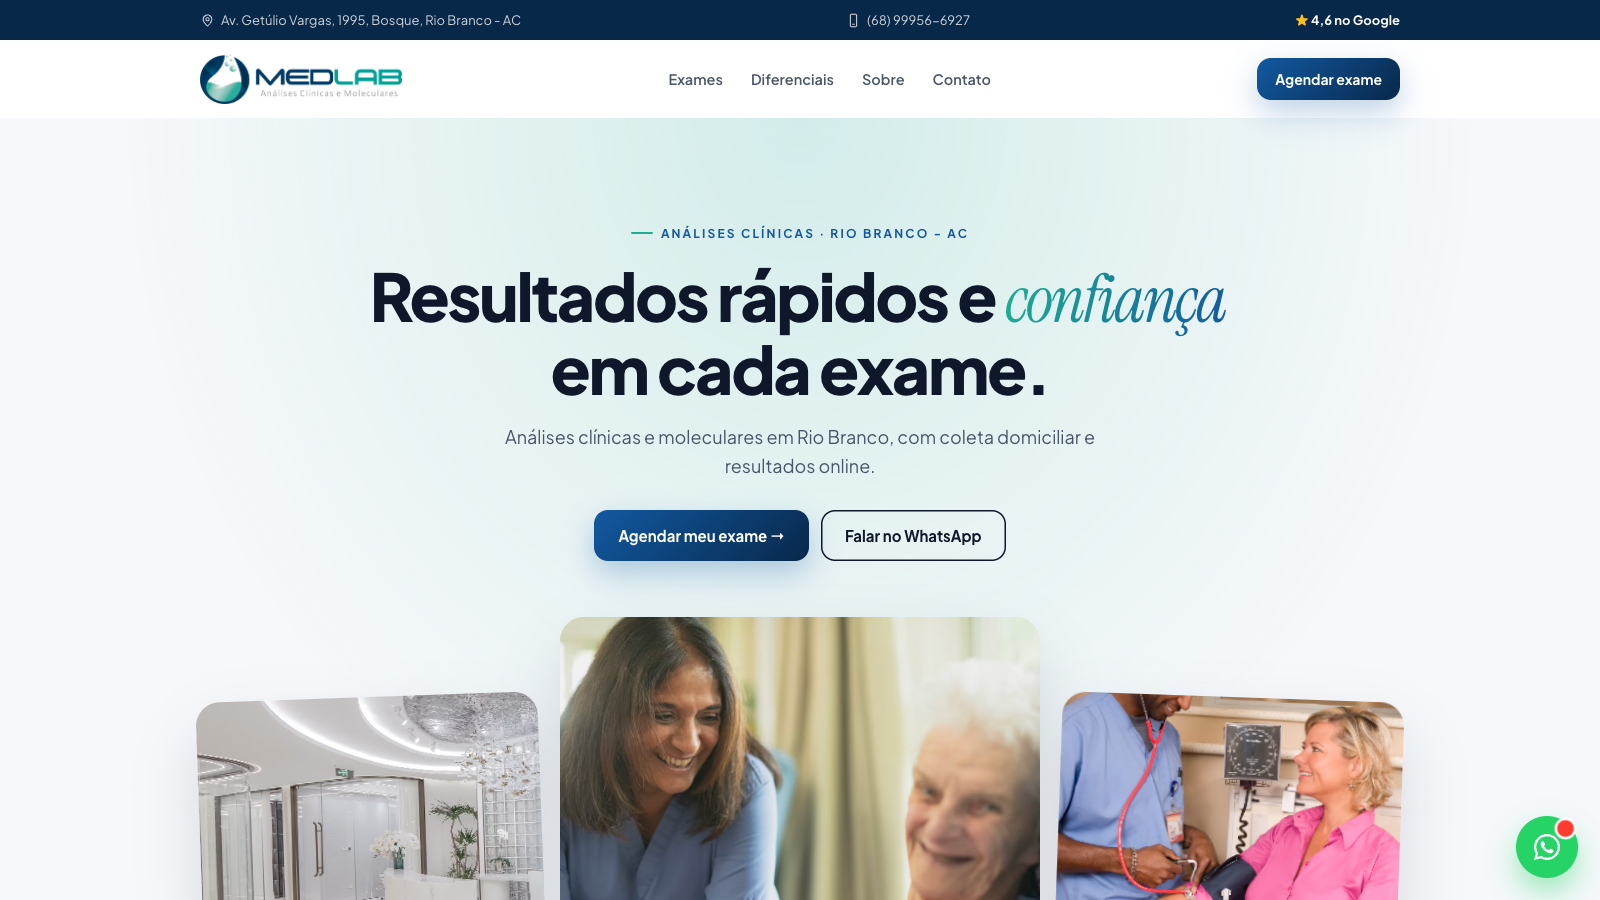 Av. Getúlio Vargas, 1995, Bosque, Rio Branco - AC
(68) 99956-6927
4,6 no Google
MEDLAB
Análises Clínicas e Moleculares
Exames
Diferenciais
Sobre
Contato
Agendar exame
ANÁLISES CLÍNICAS · RIO BRANCO – AC
Resultados rápidos e confiança
em cada exame.
Análises clínicas e moleculares em Rio Branco, com coleta domiciliar e
resultados online.
Agendar meu exame →
Falar no WhatsApp